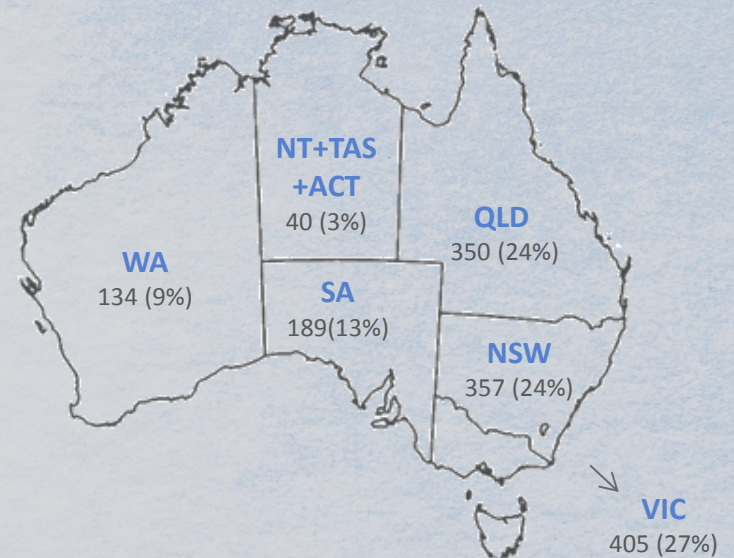 NT+TAS
+ACT
40 (3%)
QLD
350 (24%)
WA
134 (9%)
SA
189(13%)
NSW
357 (24%)
VIC
405 (27%)